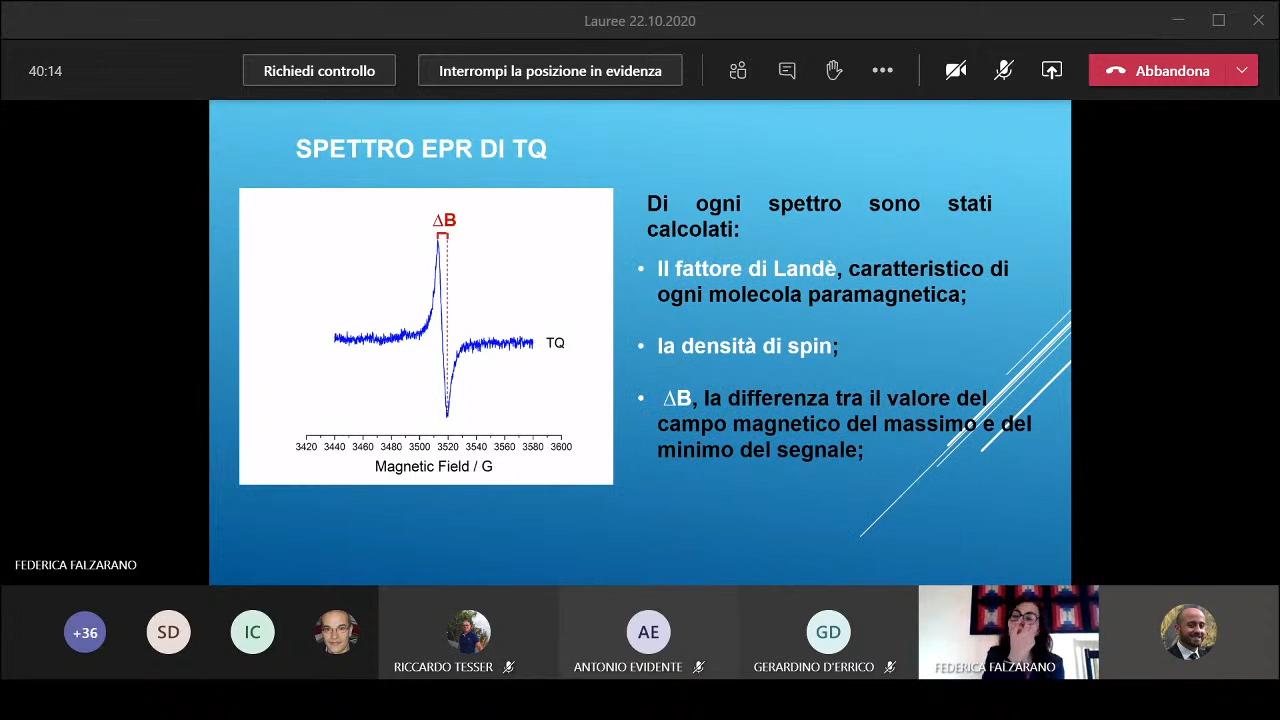 Lauree 22.10.2020
40:14
Richiedi controllo
Interrompi la posizione in evidenza
Abbandona
SPETTRO EPR DI TQ
ΔB
TQ
3420 3440 3460 3480 3500 3520 3540 3560 3580 3600
Magnetic Field / G
Di ogni spettro sono stati
calcolati:
• Il fattore di Landè, caratteristico di
ogni molecola paramagnetica;
• la densità di spin;
• ΔB, la differenza tra il valore del
campo magnetico del massimo e del
minimo del segnale;
FEDERICA FALZARANO
+36
SD
IC
RICCARDO TESSER
AE
ANTONIO EVIDENTE
GD
GERARDINO D'ERRICO
FEDERICA FALZARANO